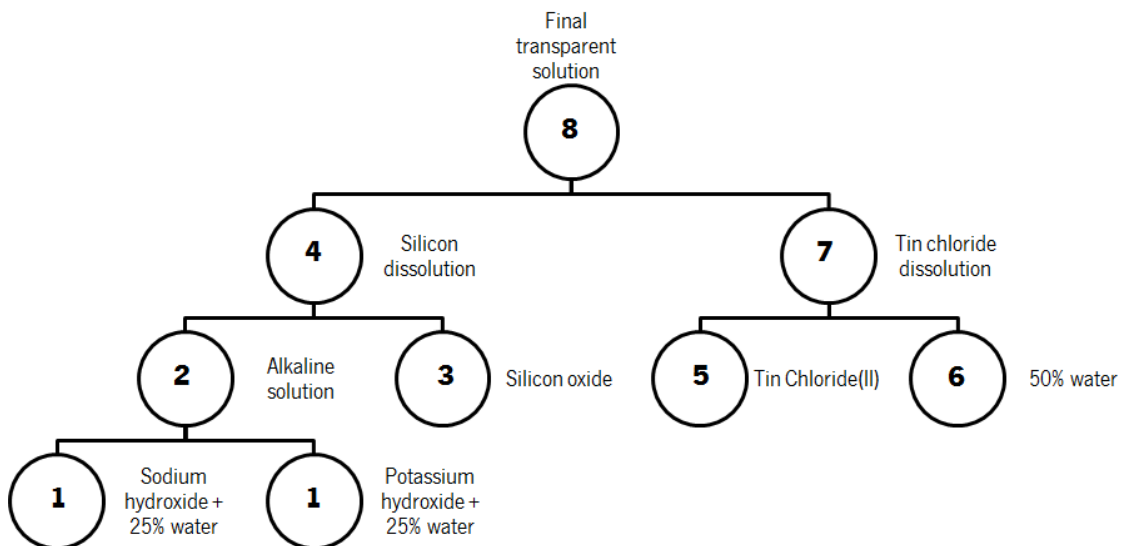 Final
transparent
solution
8
4
Silicon
dissolution
7
Tin chloride
dissolution
2
Alkaline
solution
3
Silicon oxide
5
Tin Chloride(II)
6
50% water
1
Sodium
hydroxide +
25% water
1
Potassium
hydroxide +
25% water